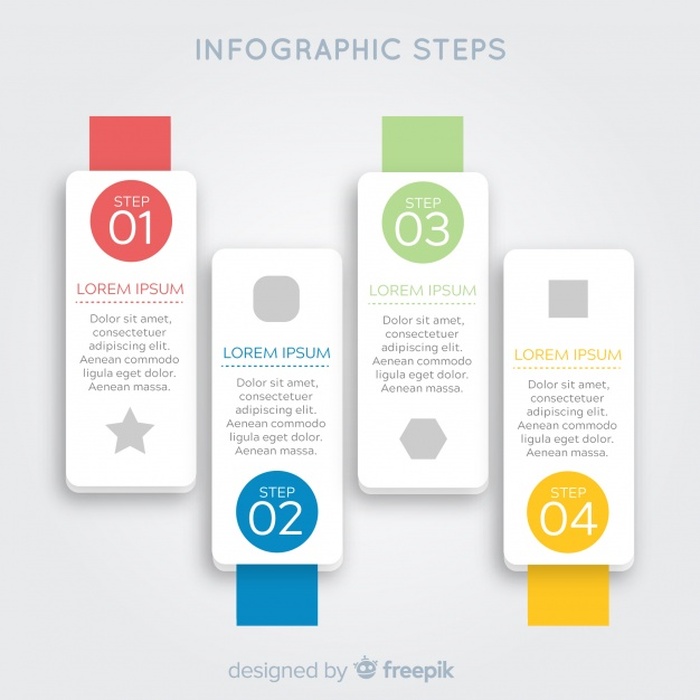 INFOGRAPHIC STEPS
STEP
01
LOREM IPSUM
Dolor sit amet,
consectetuer
adipiscing elit.
Aenean commodo
ligula eget dolor.
Aenean massa.
LOREM IPSUM
Dolor sit amet,
consectetuer
adipiscing elit.
Aenean commodo
ligula eget dolor.
Aenean massa.
STEP
02
STEP
03
LOREM IPSUM
Dolor sit amet,
consectetuer
adipiscing elit.
Aenean commodo
ligula eget dolor.
Aenean massa.
LOREM IPSUM
Dolor sit amet,
consectetuer
adipiscing elit.
Aenean commodo
ligula eget dolor.
Aenean massa.
STEP
04
designed by freepik